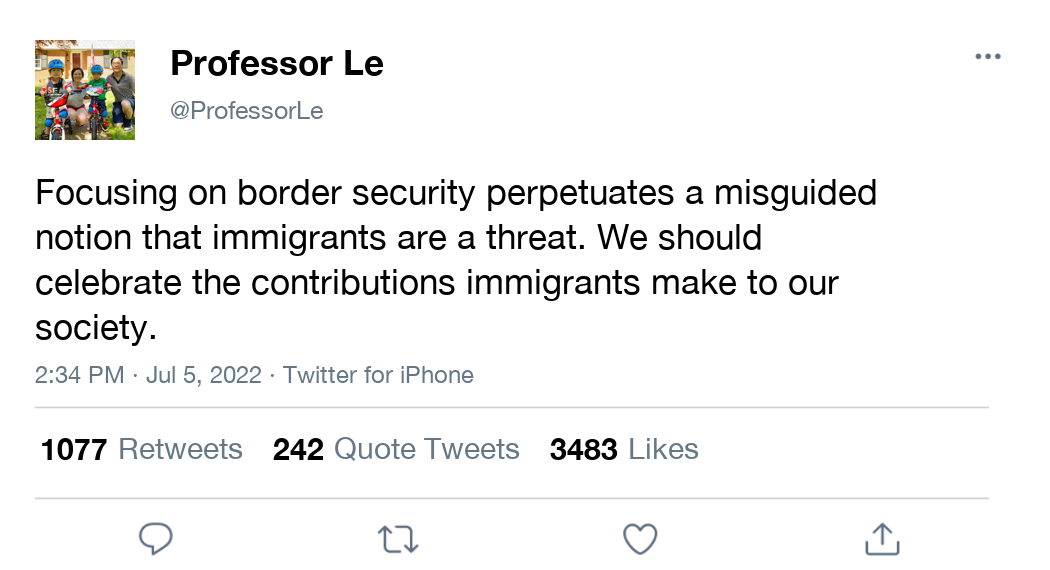 Professor Le
@ProfessorLe
Focusing on border security perpetuates a misguided
notion that immigrants are a threat. We should
celebrate the contributions immigrants make to our
society.
2:34 PM · Jul 5, 2022 · Twitter for iPhone
1077 Retweets 242 Quote Tweets 3483 Likes